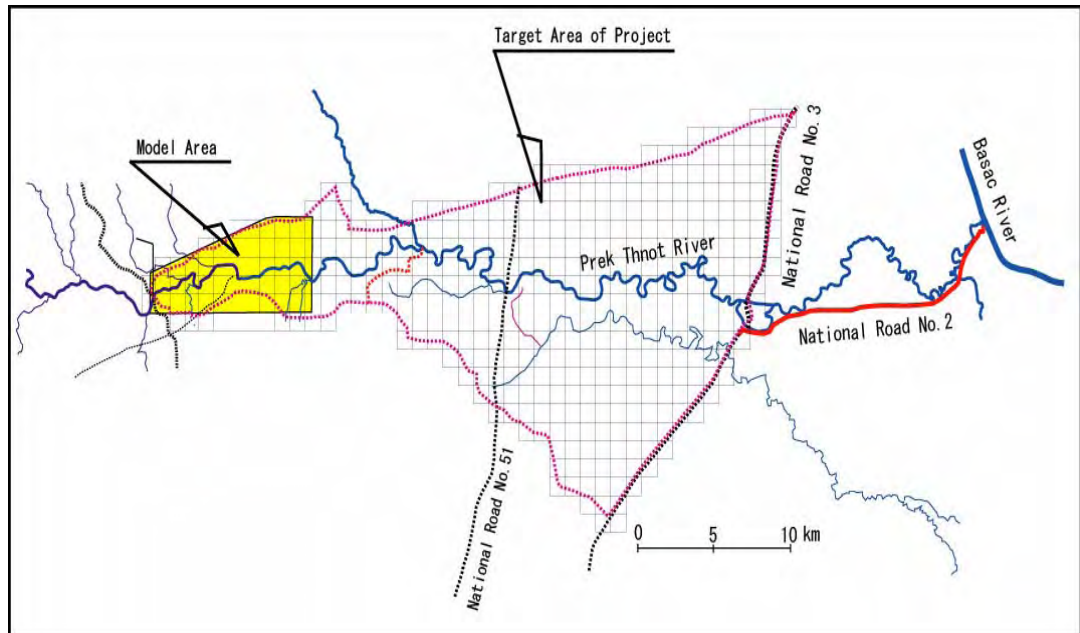 Target Area of Project
Model Area
National Road No. 3
Basac River
Prek Thnot River
National Road No. 2
National Road No. 51
0 5 10 km